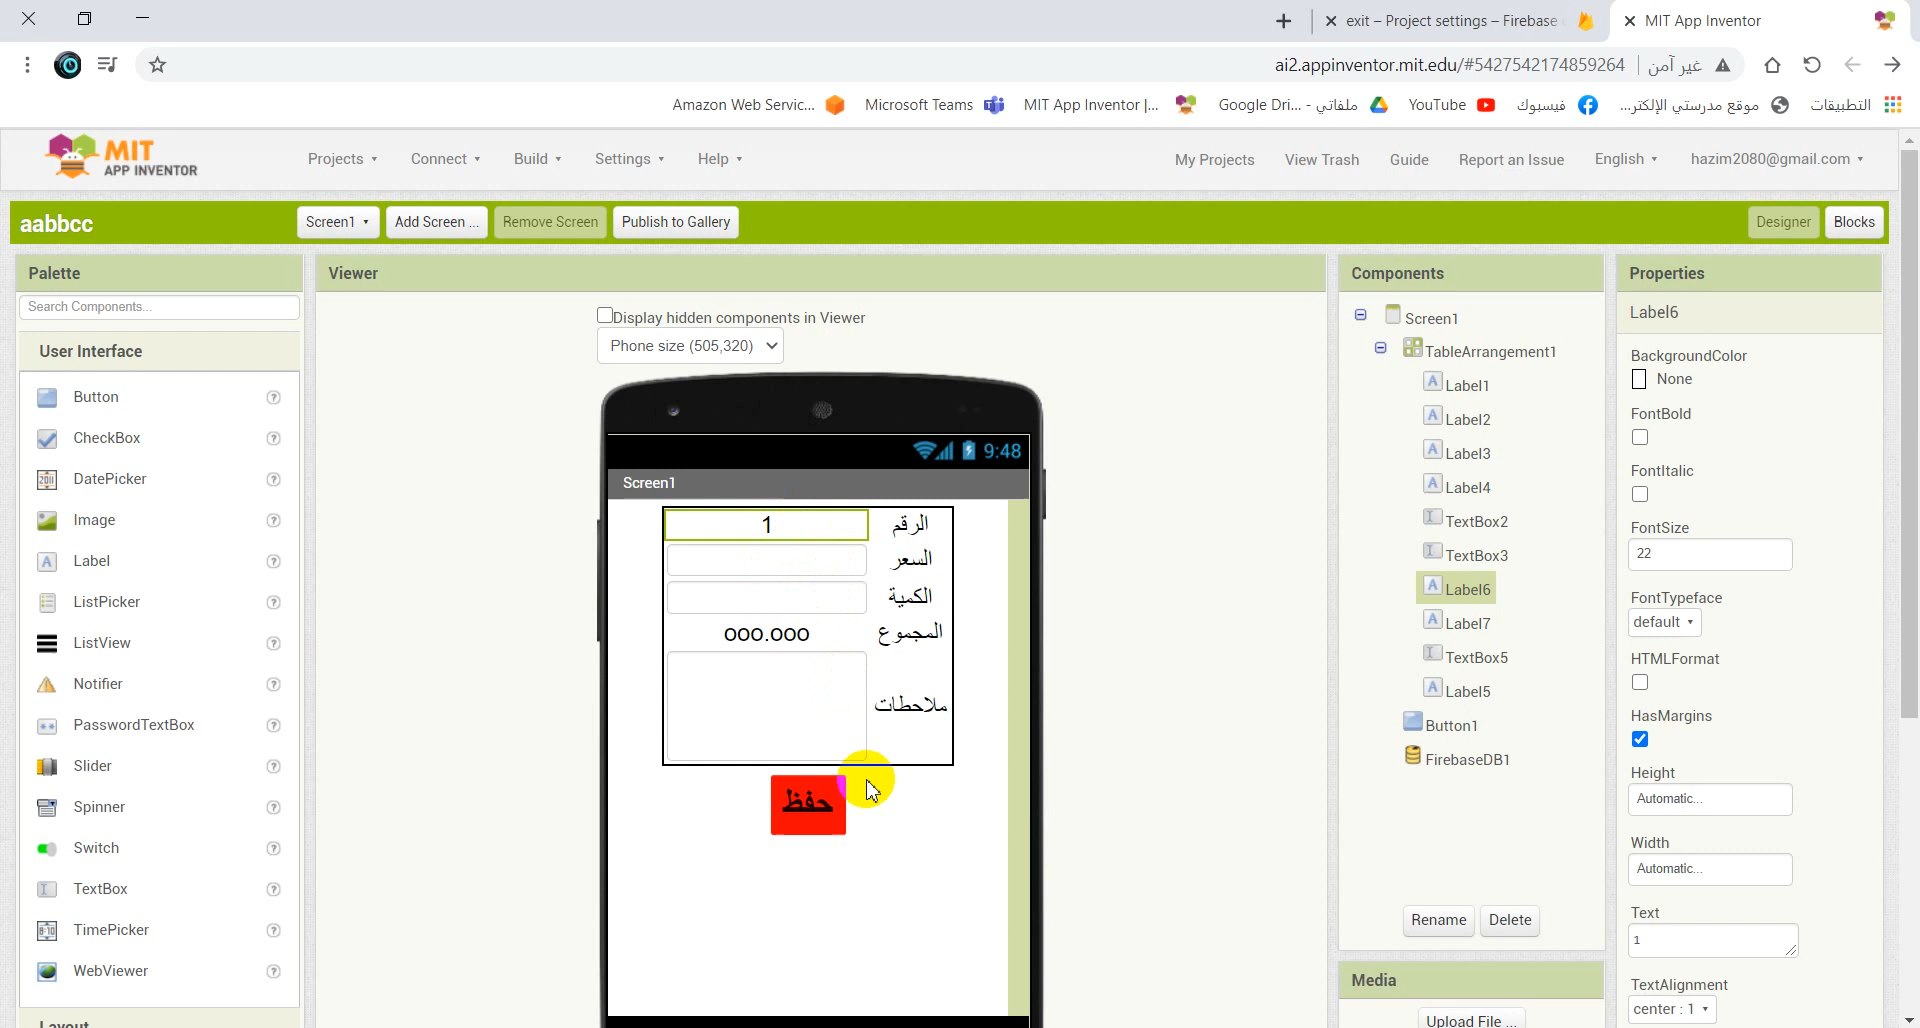 exit – Project settings – Firebase
MIT App Inventor
ai2.appinventor.mit.edu/#5427542174859264
غير آمن
Amazon Web Servic...
Microsoft Teams
MIT App Inventor |...
Google Dri... - ملفاتي
YouTube
فيسبوك
موقع مدرستي الإلكتر...
التطبيقات
MIT
APP INVENTOR
Projects
Connect
Build
Settings
Help
My Projects
View Trash
Guide
Report an Issue
English
hazim2080@gmail.com
aabbcc
Screen1
Add Screen ...
Remove Screen
Publish to Gallery
Designer
Blocks
Palette
Search Components...
User Interface
Button
CheckBox
DatePicker
Image
Label
ListPicker
ListView
Notifier
PasswordTextBox
Slider
Spinner
Switch
TextBox
TimePicker
WebViewer
Layout
Viewer
Display hidden components in Viewer
Phone size (505,320)
9:48
Screen1
الرقم
1
السعر
الكمية
المجموع
000.000
ملاحظات
حفظ
Components
Screen1
TableArrangement1
Label1
Label2
Label3
Label4
TextBox2
TextBox3
Label6
Label7
TextBox5
Label5
Button1
FirebaseDB1
Rename
Delete
Media
Upload File ...
Properties
Label6
BackgroundColor
None
FontBold
FontItalic
FontSize
22
FontTypeface
default
HTMLFormat
HasMargins
Height
Automatic...
Width
Automatic...
Text
1
TextAlignment
center : 1